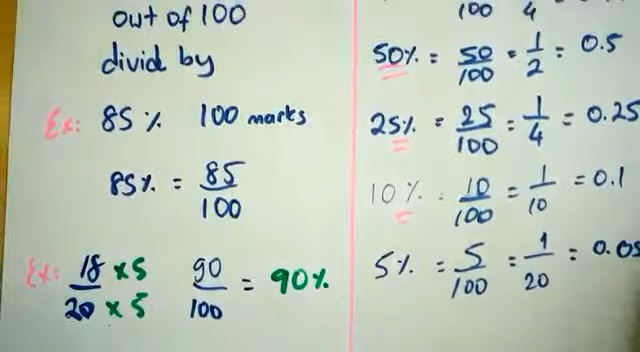 out of 100
divid by
Ex: 85 % 100 marks
85% = 85/100
Ex: 18 × 5 / 20 × 5 90/100 = 90%
100 4
50% = 50/100 = 1/2 = 0.5
25% = 25/100 = 1/4 = 0.25
10% = 10/100 = 1/10 = 0.1
5% = 5/100 = 1/20 = 0.05